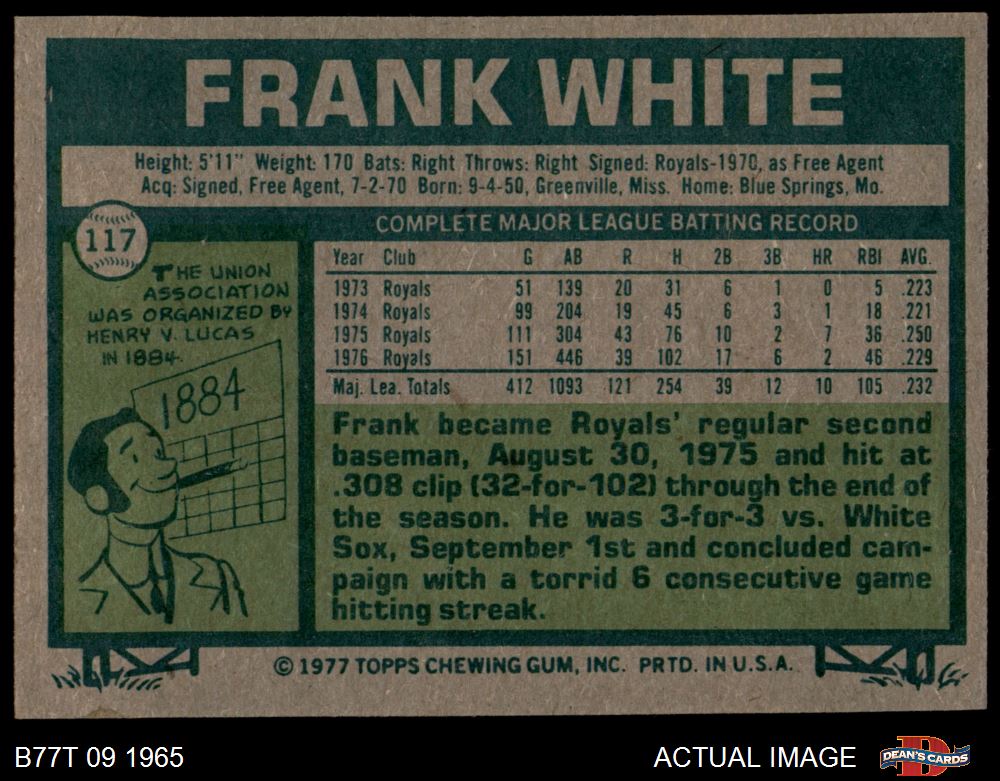 FRANK WHITE
Height: 5'11" Weight: 170 Bats: Right Throws: Right Signed: Royals-1970, as Free Agent
Acq: Signed, Free Agent, 7-2-70 Born: 9-4-50, Greenville, Miss. Home: Blue Springs, Mo.
117
THE UNION
ASSOCIATION
WAS ORGANIZED BY
HENRY V. LUCAS
IN 1884.
1884
COMPLETE MAJOR LEAGUE BATTING RECORD
Year Club G AB R H 2B 3B HR RBI AVG.
1973 Royals 51 139 20 31 6 1 0 5 .223
1974 Royals 99 204 19 45 6 3 1 18 .221
1975 Royals 111 304 43 76 10 2 7 36 .250
1976 Royals 151 446 39 102 17 6 2 46 .229
Maj. Lea. Totals 412 1093 121 254 39 12 10 105 .232
Frank became Royals' regular second
baseman, August 30, 1975 and hit at
.308 clip (32-for-102) through the end of
the season. He was 3-for-3 vs. White
Sox, September 1st and concluded cam-
paign with a torrid 6 consecutive game
hitting streak.
© 1977 TOPPS CHEWING GUM, INC. PRTD. IN U.S.A.
B77T 09 1965
ACTUAL IMAGE
D
DEAN'S CARDS